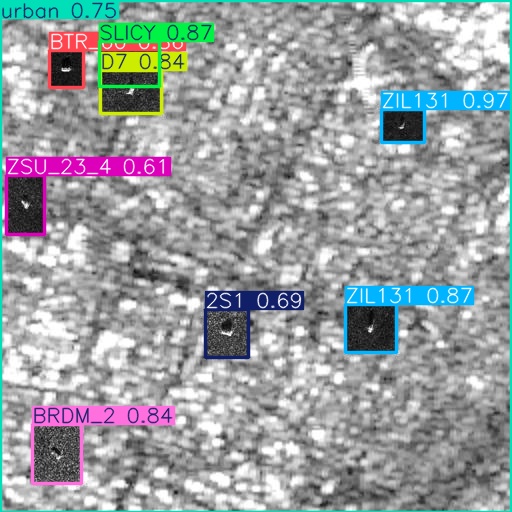 urban 0.75
SLICY 0.87
D7 0.84
ZIL131 0.97
ZSU_23_4 0.61
2S1 0.69
ZIL131 0.87
BRDM_2 0.84